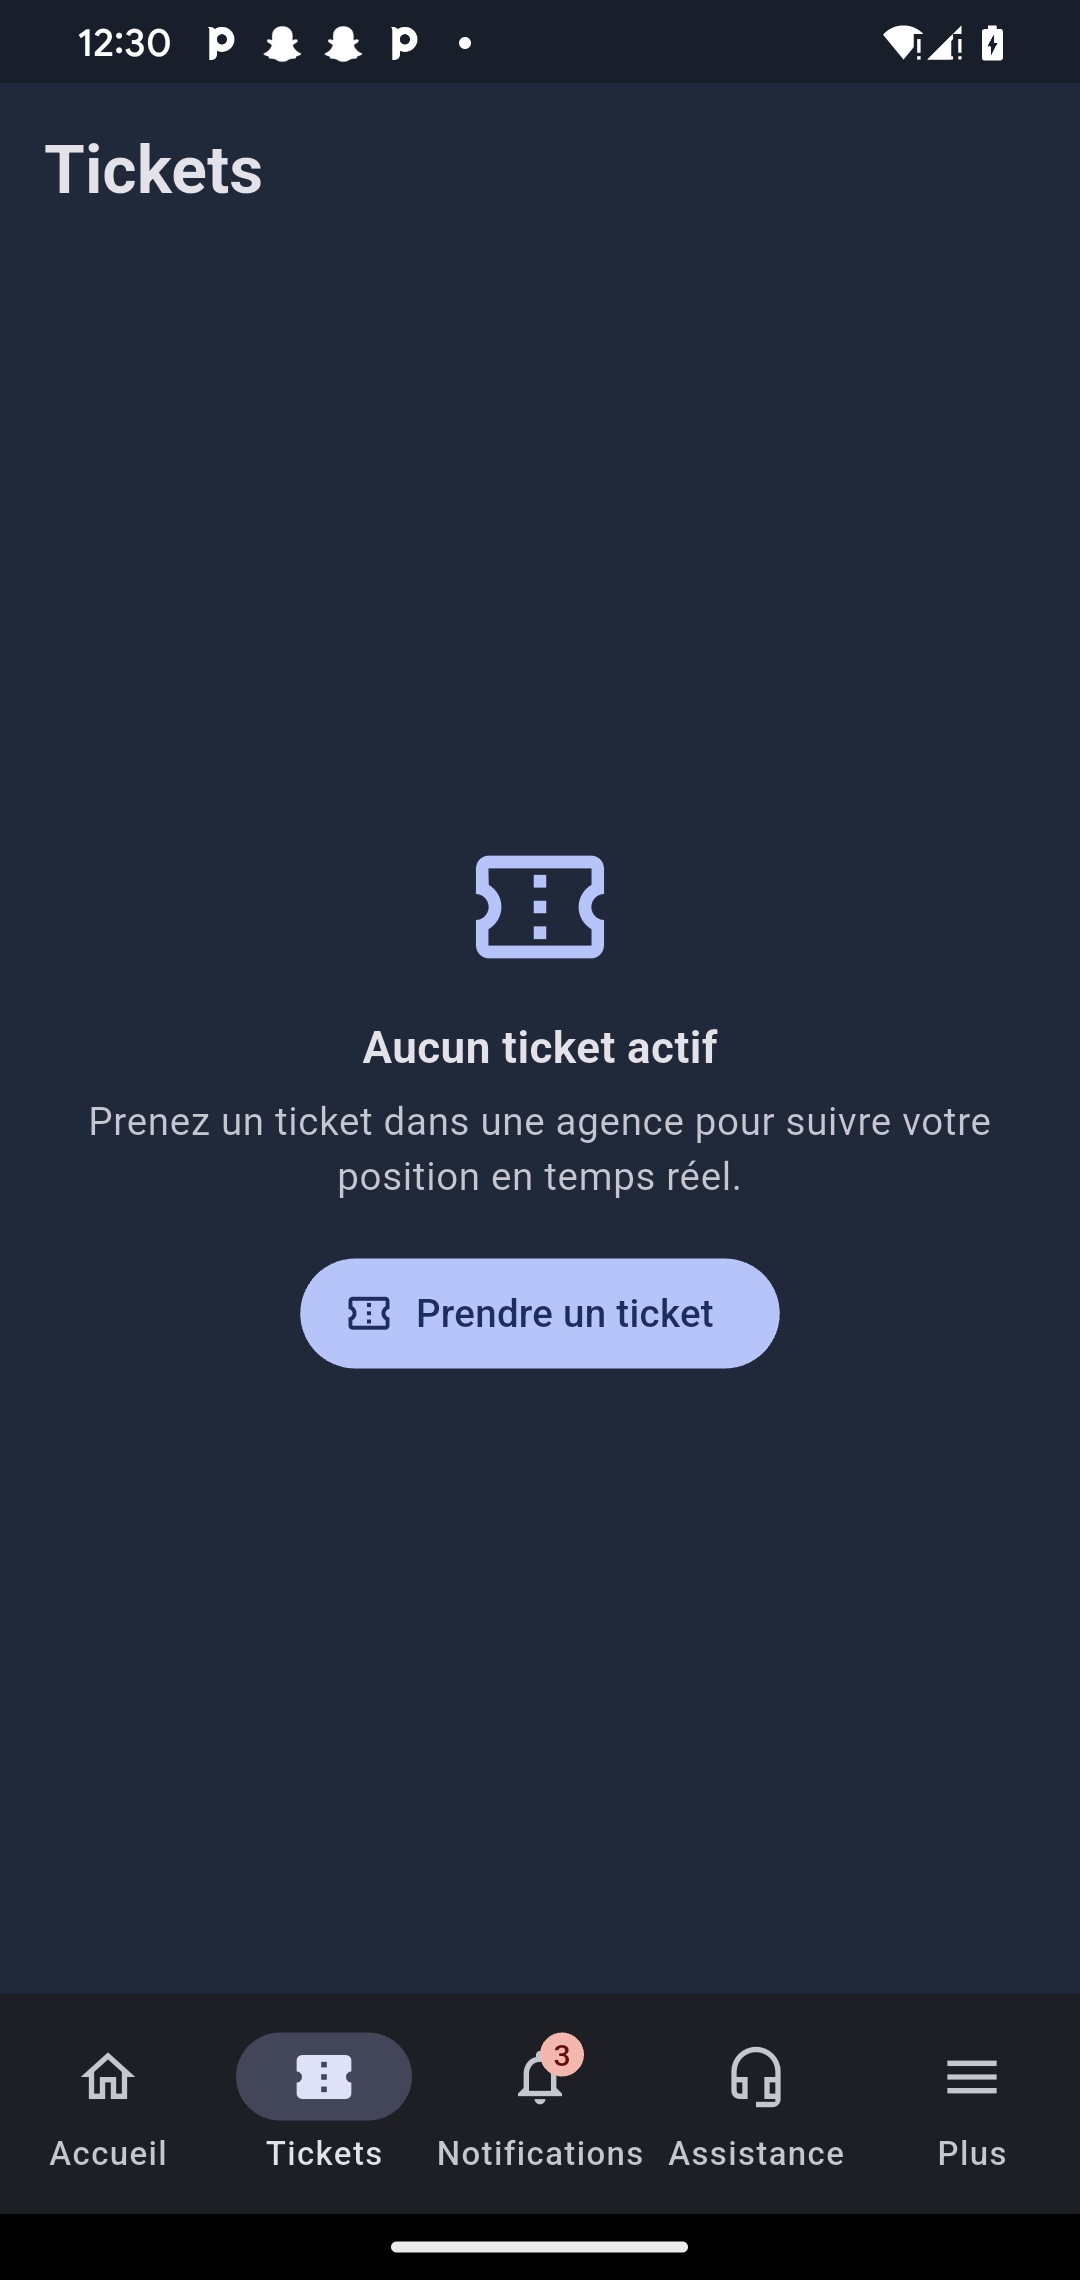 12:30
Tickets
Aucun ticket actif
Prenez un ticket dans une agence pour suivre votre
position en temps réel.
Prendre un ticket
3
Accueil
Tickets
Notifications
Assistance
Plus